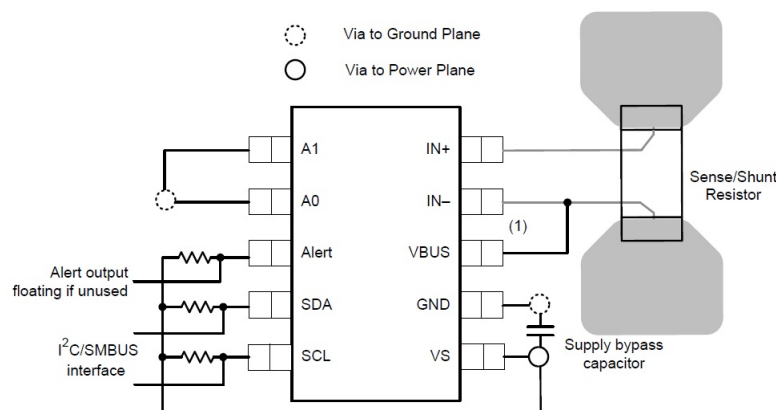 Via to Ground Plane
Via to Power Plane
A1
IN+
A0
IN–
Sense/Shunt
Resistor
(1)
Alert
VBUS
Alert output
floating if unused
SDA
GND
I²C/SMBUS
interface
SCL
VS
Supply bypass
capacitor